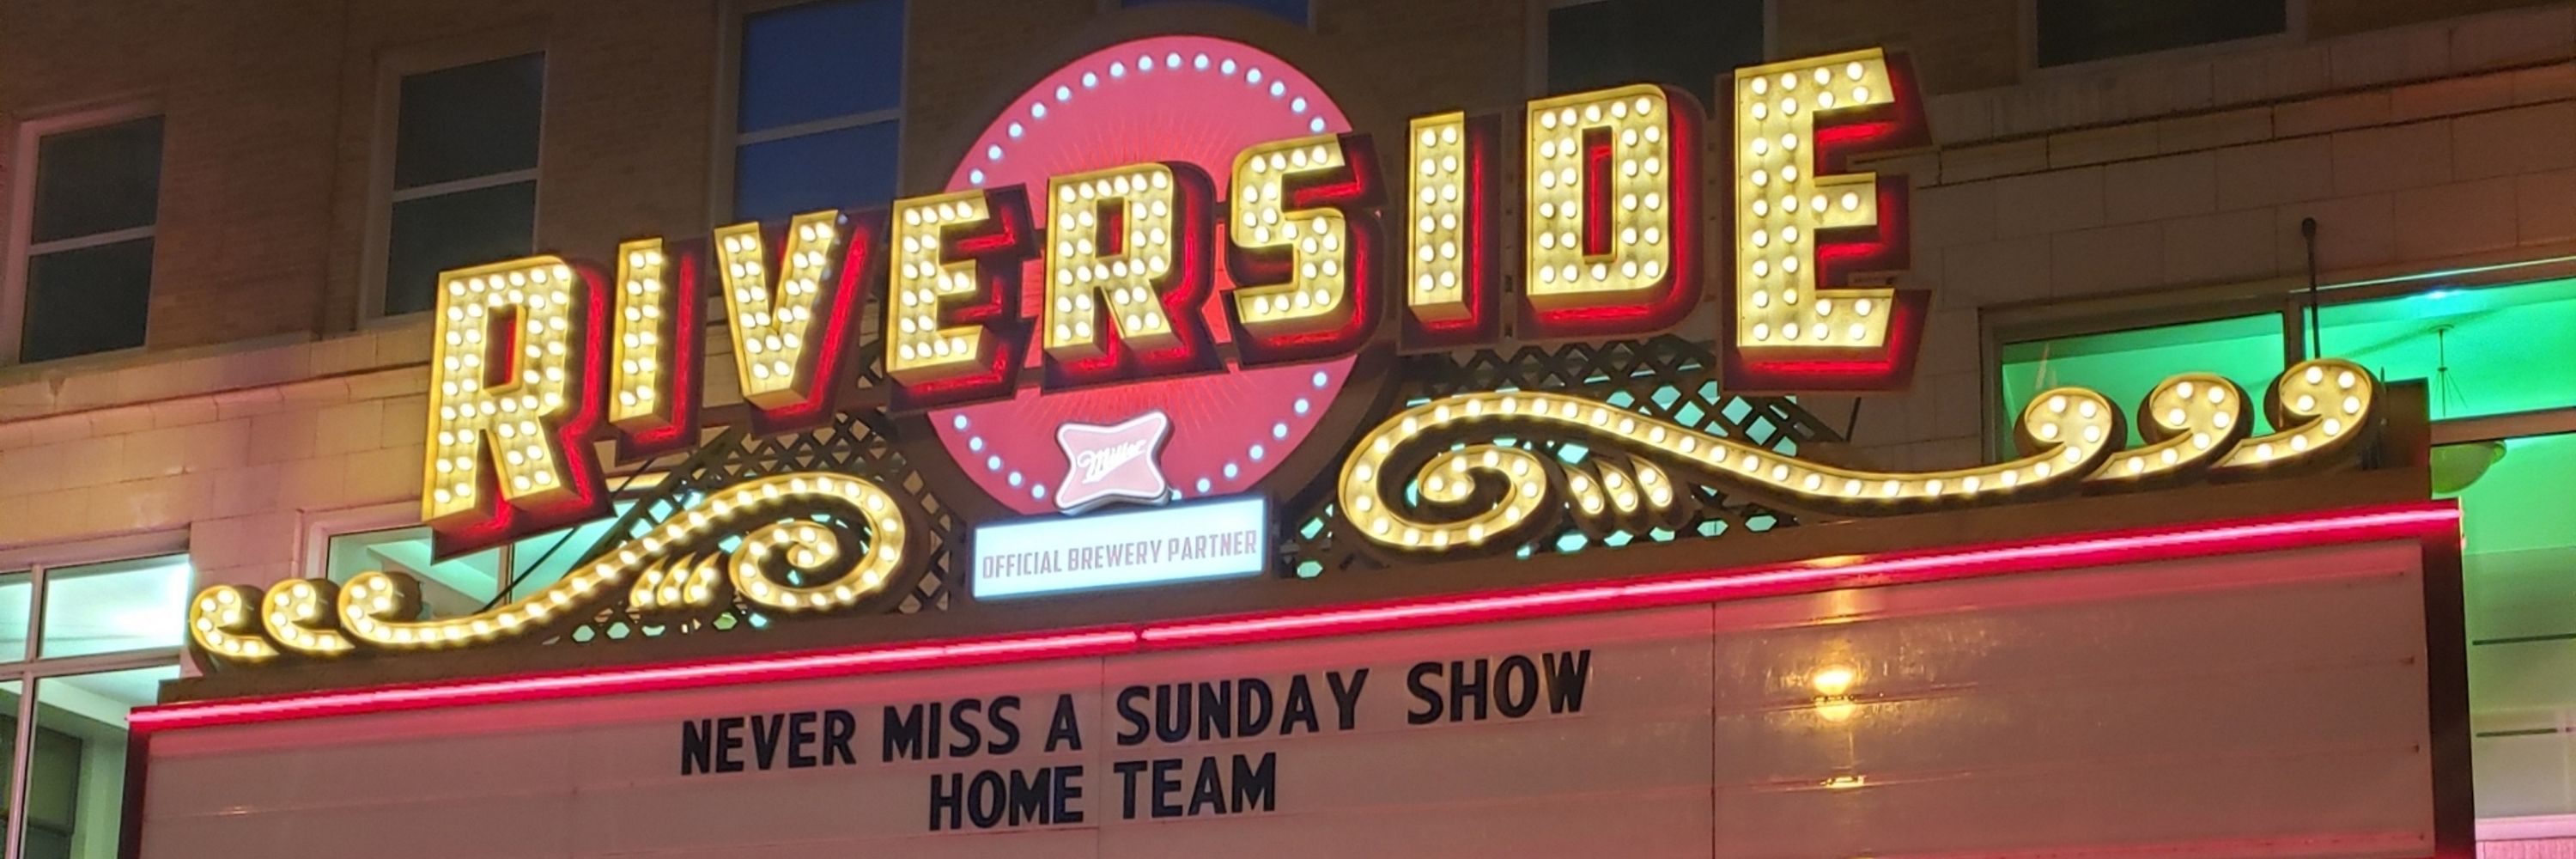 RIVERSIDE
Miller
OFFICIAL BREWERY PARTNER
NEVER MISS A SUNDAY SHOW
HOME TEAM